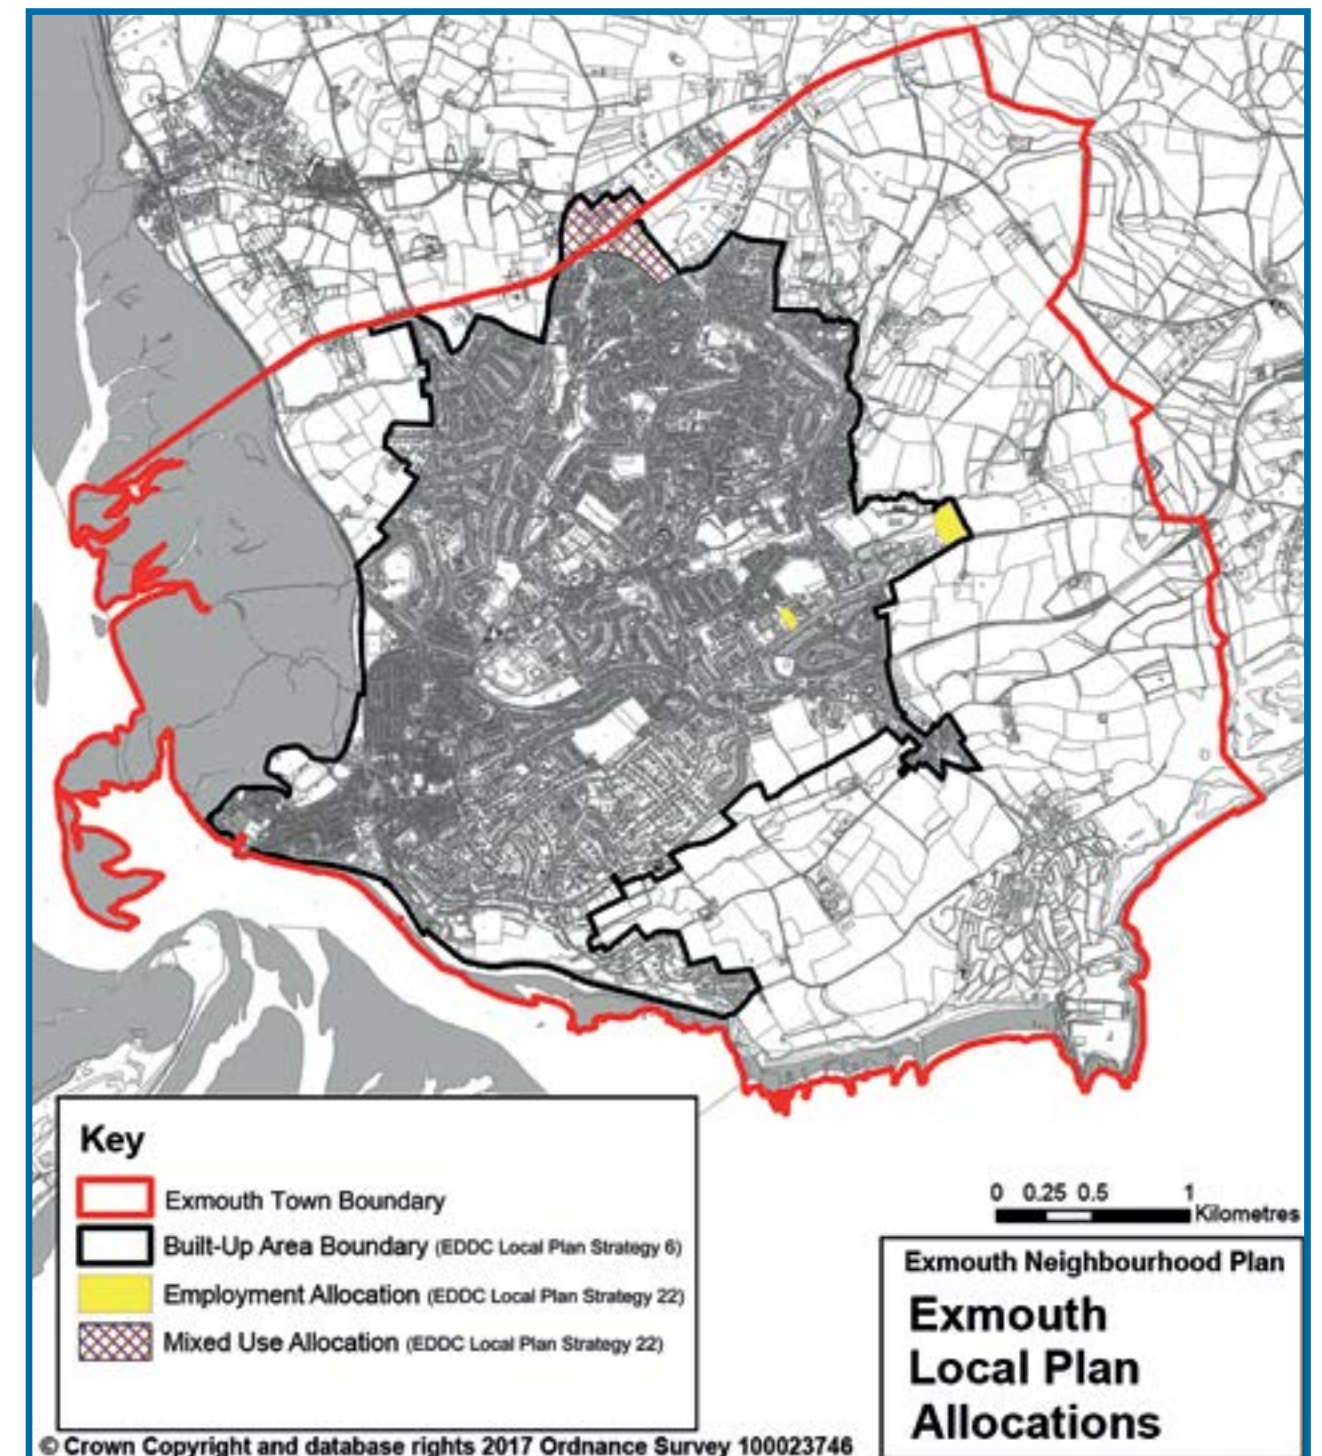 Key
Exmouth Town Boundary
Built-Up Area Boundary (EDDC Local Plan Strategy 6)
Employment Allocation (EDDC Local Plan Strategy 22)
Mixed Use Allocation (EDDC Local Plan Strategy 22)
0 0.25 0.5 1
Kilometres
Exmouth Neighbourhood Plan
Exmouth
Local Plan
Allocations
© Crown Copyright and database rights 2017 Ordnance Survey 100023746